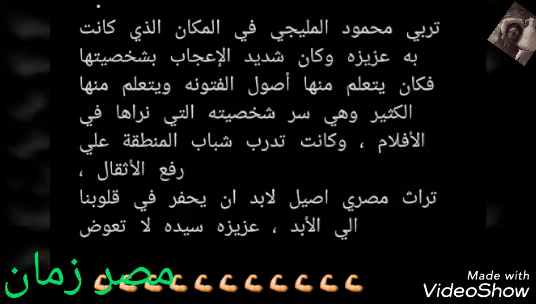 تربي محمود المليجي في المكان الذي كانت
به عزيزه وكان شديد الإعجاب بشخصيتها
فكان يتعلم منها أصول الفتونه ويتعلم منها
الكثير وهي سر شخصيته التي نراها في
الأفلام ، وكانت تدرب شباب المنطقة علي
رفع الأثقال ،
تراث مصري اصيل لابد ان يحفر في قلوبنا
الي الأبد ، عزيزه سيده لا تعوض
💪💪💪💪💪💪💪💪💪💪💪
مصر زمان
Made with
VideoShow